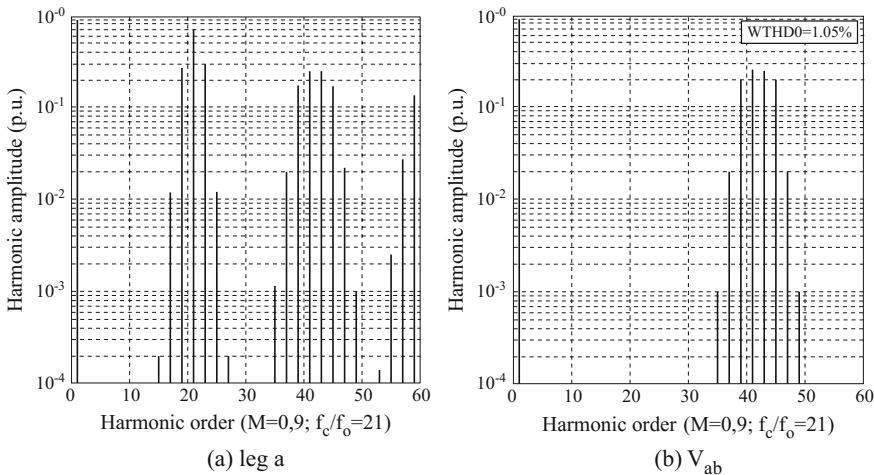 10⁻⁰
10⁻¹
10⁻²
10⁻³
10⁻⁴
0 10 20 30 40 50 60
Harmonic amplitude (p.u.)
Harmonic order (M=0,9; f_c/f_o=21)
(a) leg a
WTHD0=1.05%
10⁻⁰
10⁻¹
10⁻²
10⁻³
10⁻⁴
0 10 20 30 40 50 60
Harmonic amplitude (p.u.)
Harmonic order (M=0,9; f_c/f_o=21)
(b) V_ab